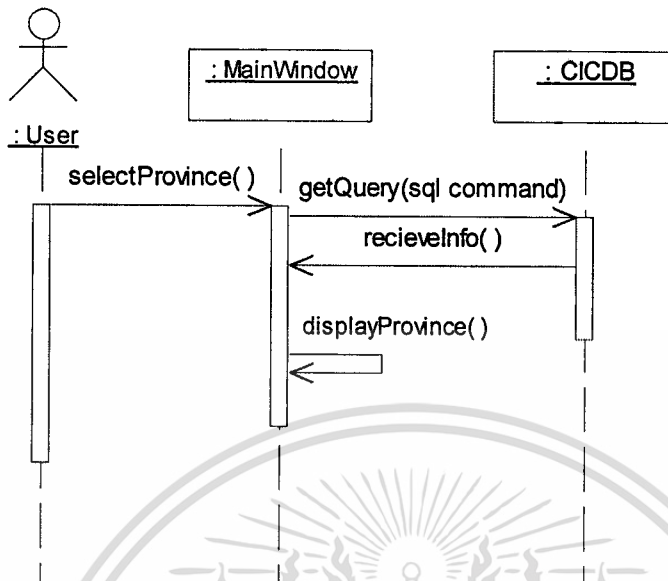 : MainWindow
: CICDB
: User
selectProvince( )
getQuery(sql command)
recieveInfo( )
displayProvince( )